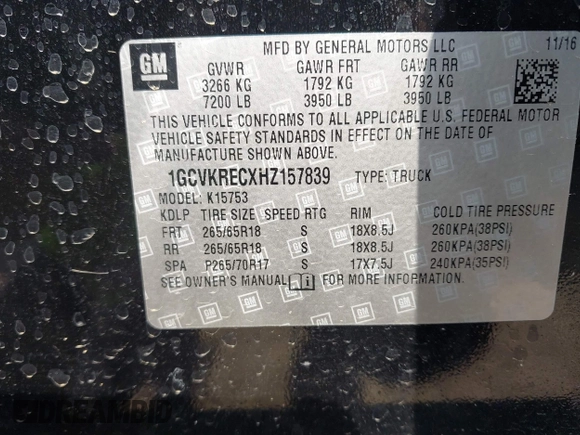 GM
MFD BY GENERAL MOTORS LLC 11/16
GVWR GAWR FRT GAWR RR
3266 KG 1792 KG 1792 KG
7200 LB 3950 LB 3950 LB
THIS VEHICLE CONFORMS TO ALL APPLICABLE U.S. FEDERAL MOTOR
VEHICLE SAFETY STANDARDS IN EFFECT ON THE DATE OF
MANUFACTURE SHOWN ABOVE.
1GCVKRECXHZ157839 TYPE: TRUCK
MODEL: K15753
KDLP TIRE SIZE SPEED RTG RIM COLD TIRE PRESSURE
FRT 265/65R18 S 18X8.5J 260KPA(38PSI)
RR 265/65R18 S 18X8.5J 260KPA(38PSI)
SPA P265/70R17 S 17X7.5J 240KPA(35PSI)
SEE OWNER'S MANUAL i FOR MORE INFORMATION.
DREAMBID